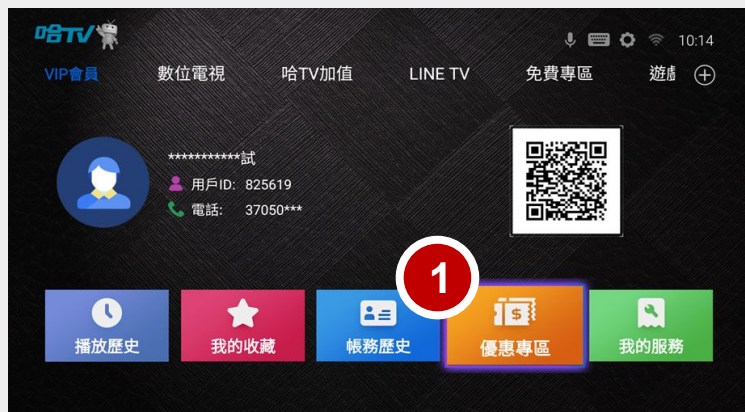 哈TV
10:14
VIP會員 數位電視 哈TV加值 LINE TV 免費專區 遊戲
***********試
用戶ID: 825619
電話: 37050***
1
$
播放歷史 我的收藏 帳務歷史 優惠專區 我的服務